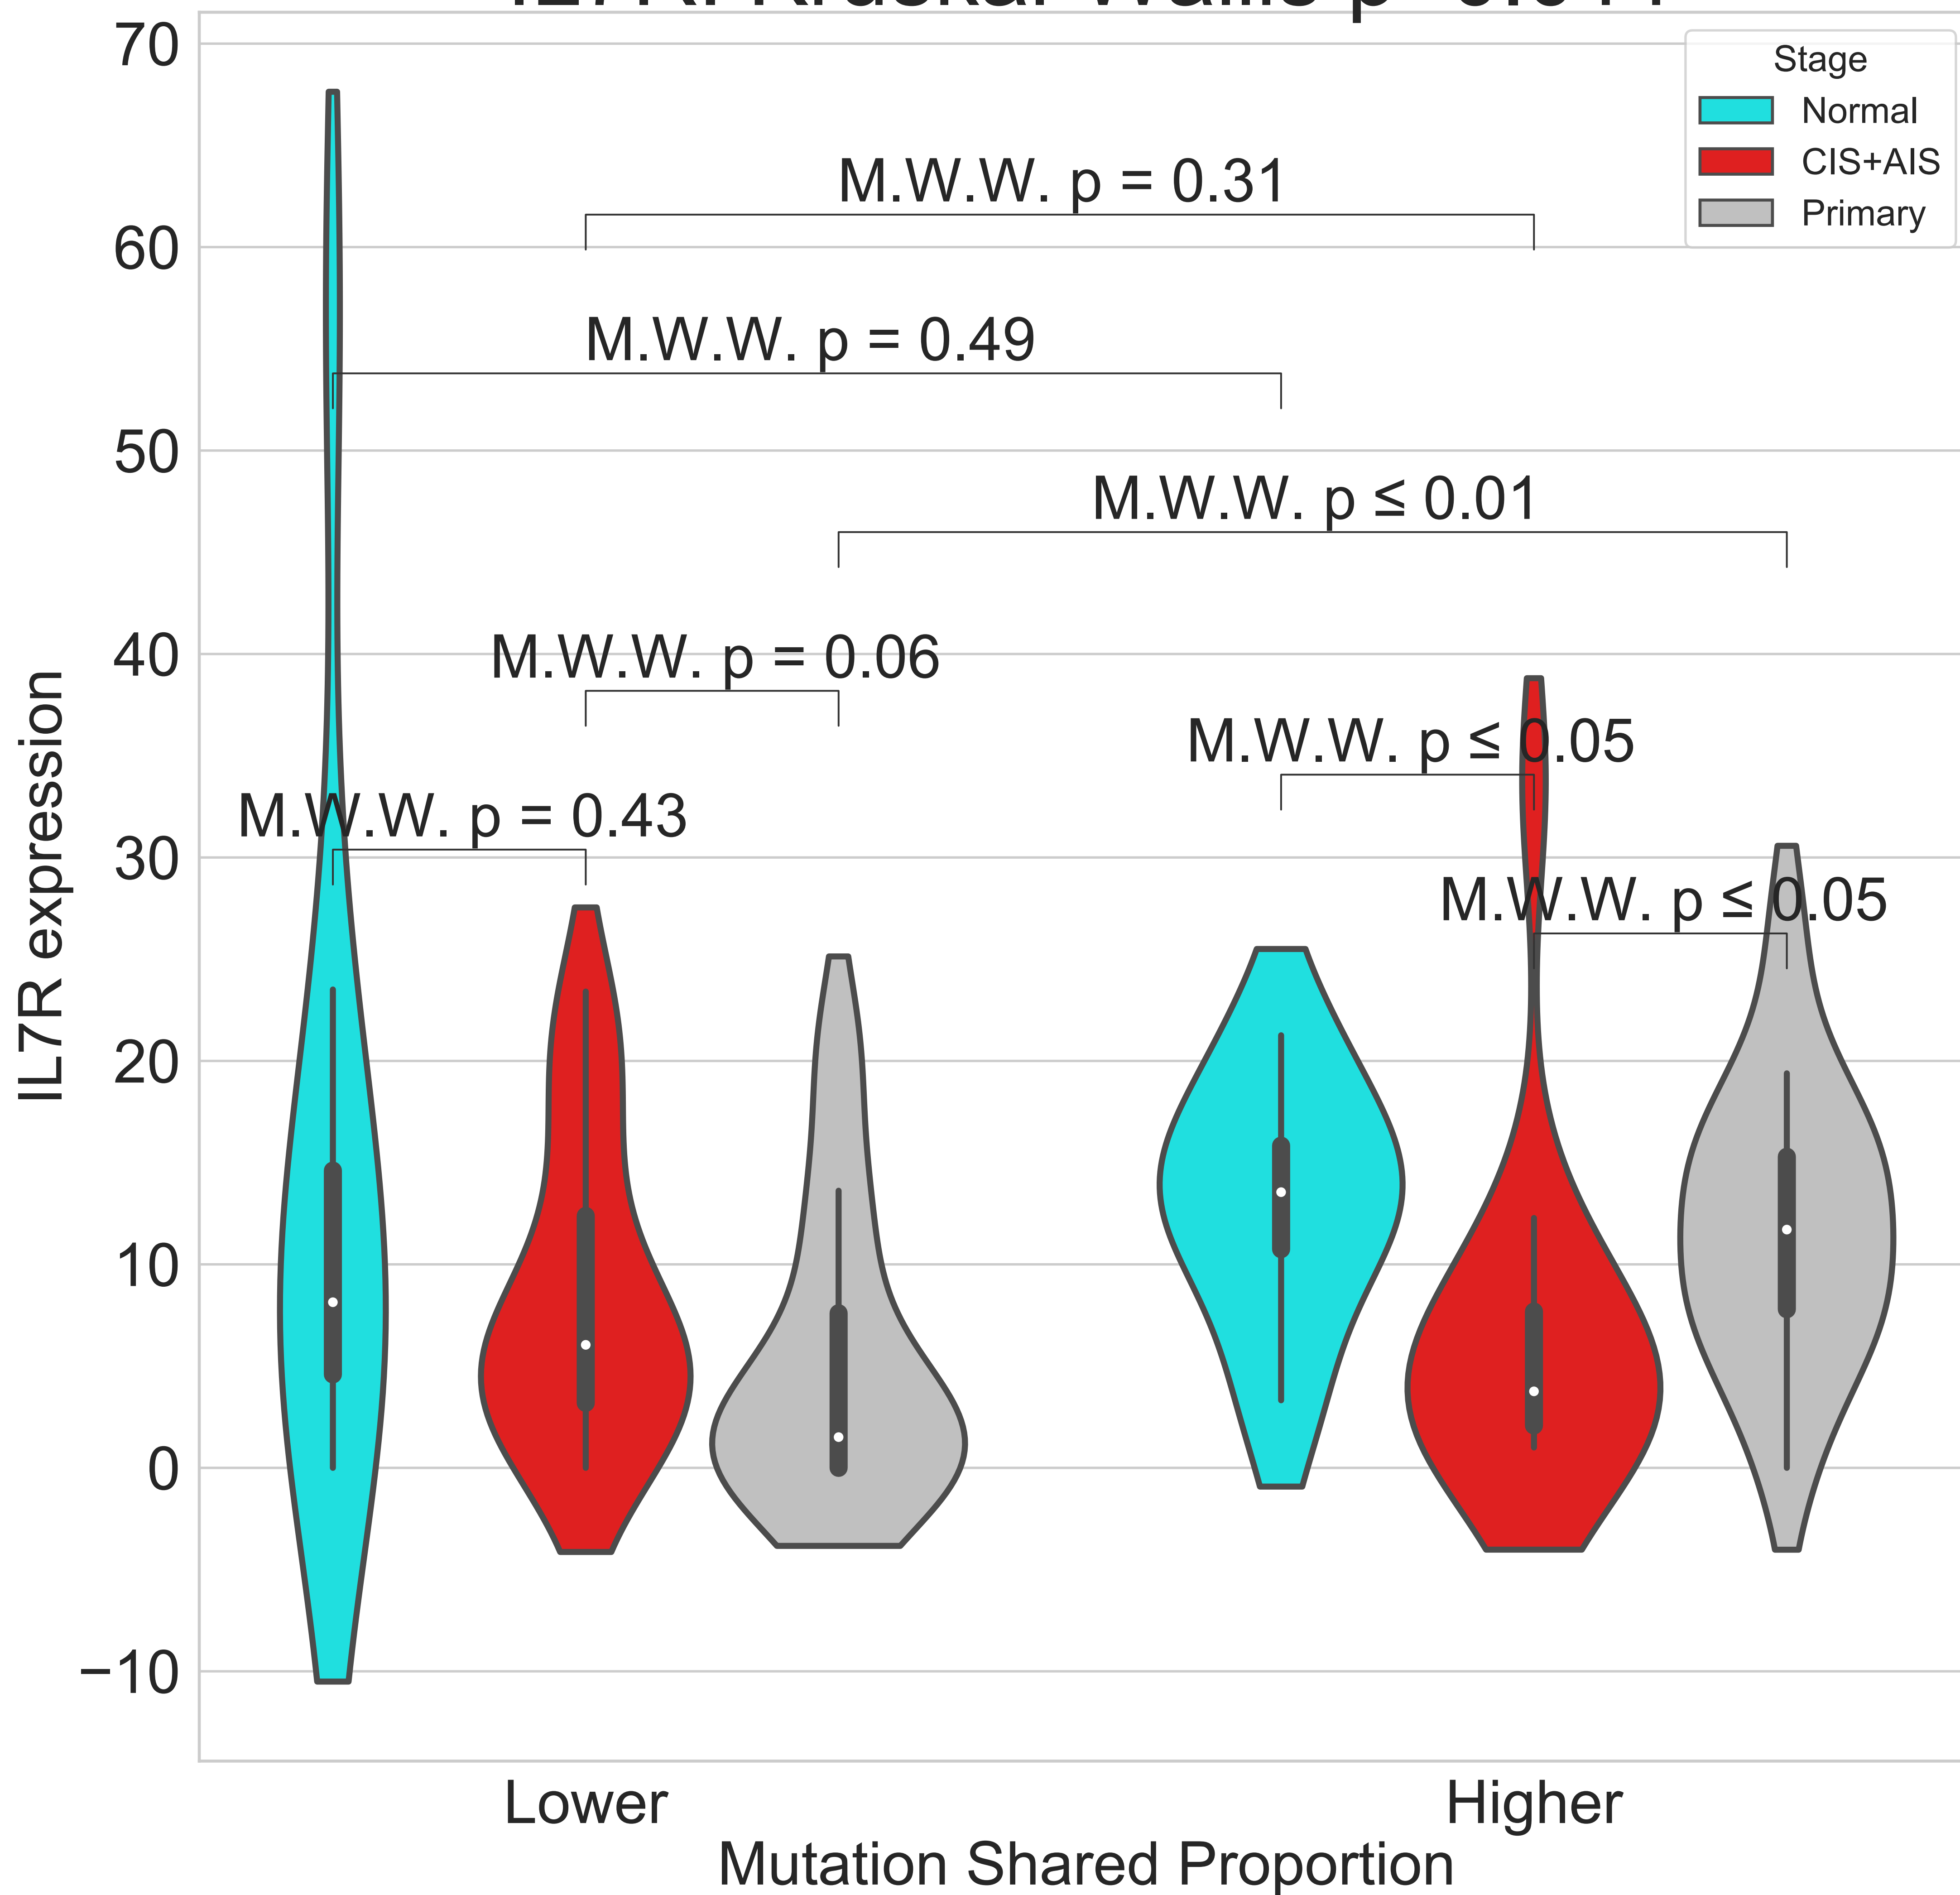 70
Stage
Normal
CIS+AIS
Primary
M.W.W. p = 0.31
60
M.W.W. p = 0.49
50
M.W.W. p ≤ 0.01
40
M.W.W. p = 0.06
M.W.W. p ≤ 0.05
M.W.W. p = 0.43
30
M.W.W. p ≤ 0.05
IL7R expression
20
10
0
−10
Lower
Higher
Mutation Shared Proportion